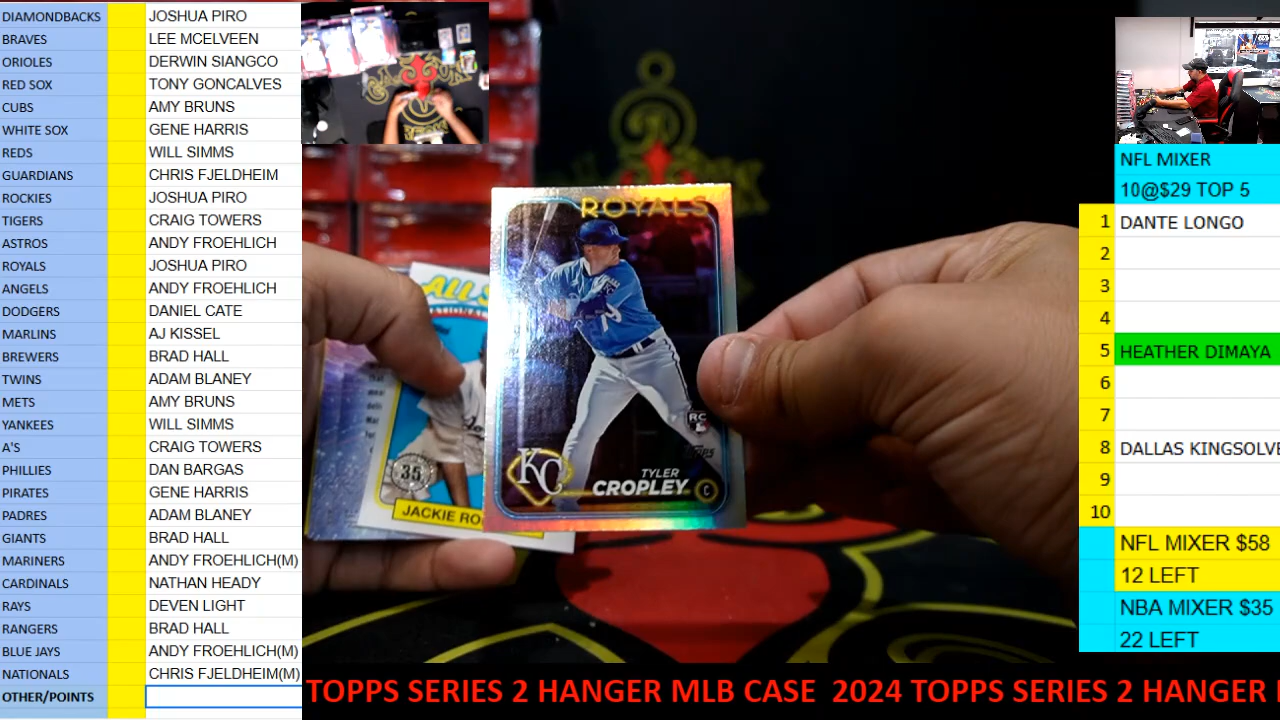 DIAMONDBACKS JOSHUA PIRO
BRAVES LEE MCELVEEN
ORIOLES DERWIN SIANGCO
RED SOX TONY GONCALVES
CUBS AMY BRUNS
WHITE SOX GENE HARRIS
REDS WILL SIMMS
GUARDIANS CHRIS FJELDHEIM
ROCKIES JOSHUA PIRO
TIGERS CRAIG TOWERS
ASTROS ANDY FROEHLICH
ROYALS JOSHUA PIRO
ANGELS ANDY FROEHLICH
DODGERS DANIEL CATE
MARLINS AJ KISSEL
BREWERS BRAD HALL
TWINS ADAM BLANEY
METS AMY BRUNS
YANKEES WILL SIMMS
A'S CRAIG TOWERS
PHILLIES DAN BARGAS
PIRATES GENE HARRIS
PADRES ADAM BLANEY
GIANTS BRAD HALL
MARINERS ANDY FROEHLICH(M)
CARDINALS NATHAN HEADY
RAYS DEVEN LIGHT
RANGERS BRAD HALL
BLUE JAYS ANDY FROEHLICH(M)
NATIONALS CHRIS FJELDHEIM(M)
OTHER/POINTS
ROYALS
RC
Topps
KC
TYLER
CROPLEY C
ALL S
35
JACKIE RO
NFL MIXER
10@$29 TOP 5
1 DANTE LONGO
2
3
4
5 HEATHER DIMAYA
6
7
8 DALLAS KINGSOLVE
9
10
NFL MIXER $58
12 LEFT
NBA MIXER $35
22 LEFT
TOPPS SERIES 2 HANGER MLB CASE 2024 TOPPS SERIES 2 HANGER